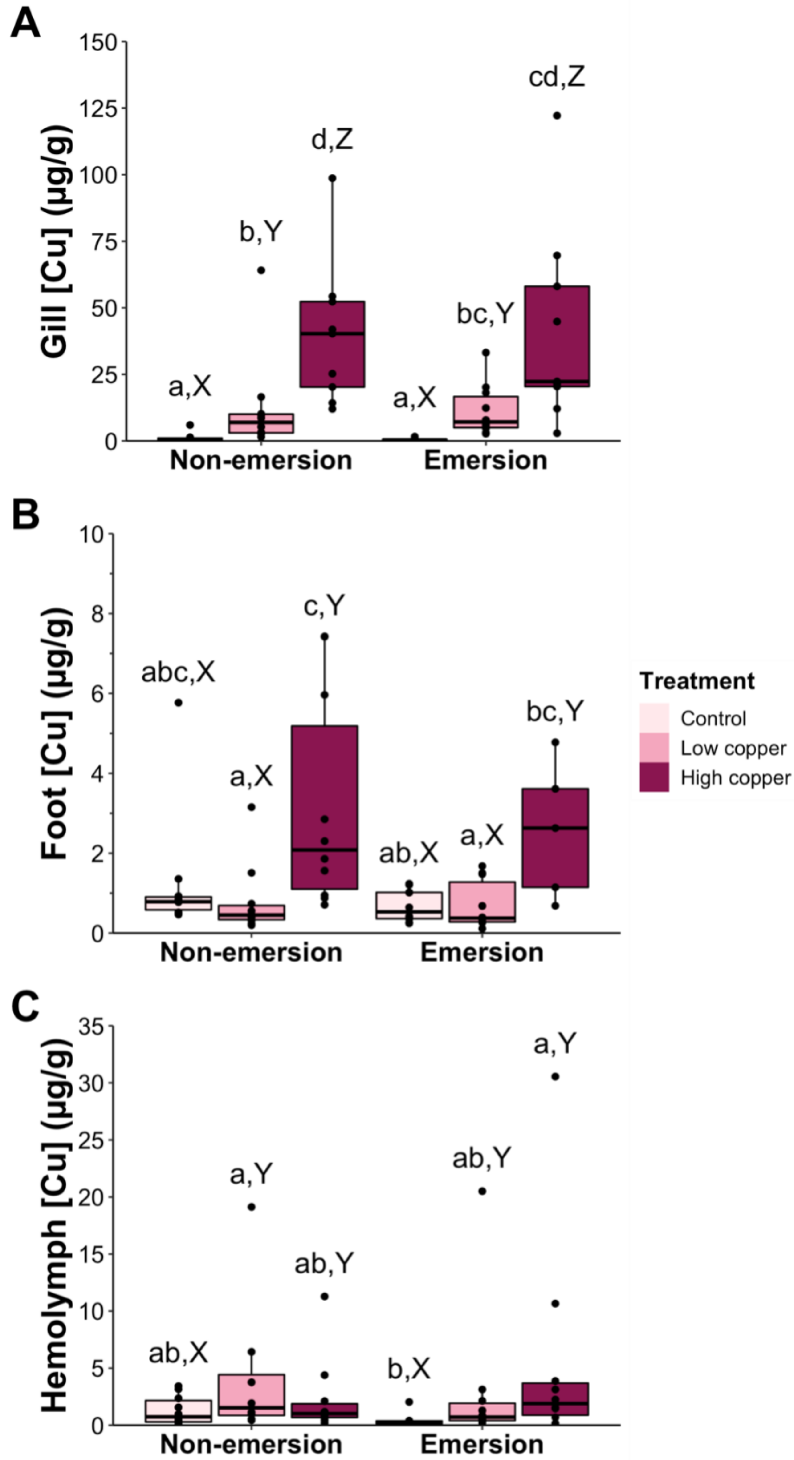 A
150
125
100
75
50
25
0
Gill [Cu] (µg/g)
a,X
b,Y
d,Z
a,X
bc,Y
cd,Z
Non-emersion
Emersion
B
10
8
6
4
2
0
Foot [Cu] (µg/g)
abc,X
a,X
c,Y
ab,X
a,X
bc,Y
Non-emersion
Emersion
Treatment
Control
Low copper
High copper
C
35
30
25
20
15
10
5
0
Hemolymph [Cu] (µg/g)
ab,X
a,Y
ab,Y
b,X
ab,Y
a,Y
Non-emersion
Emersion